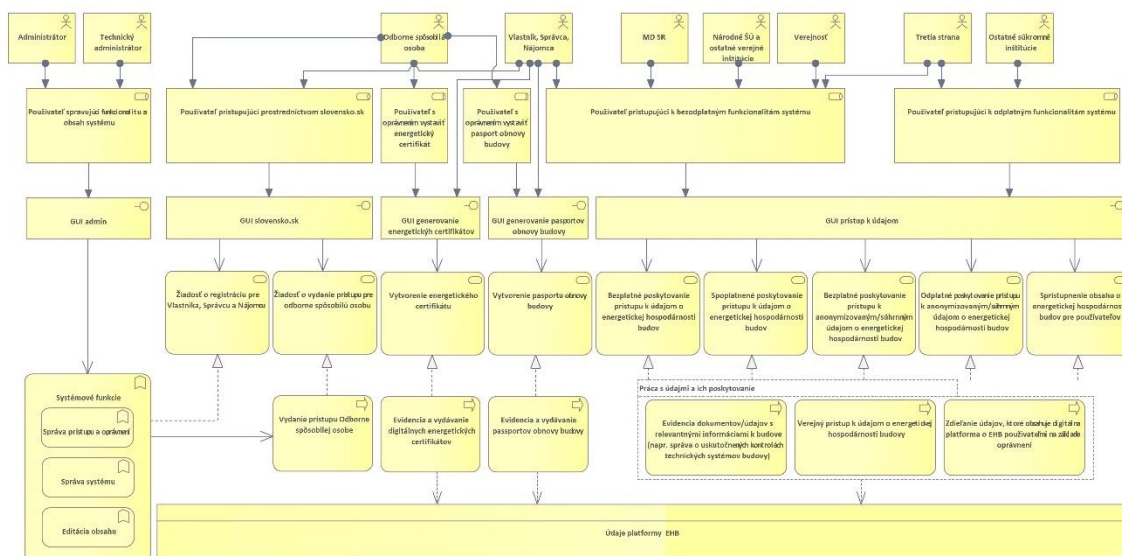 Administrátor
Technický
administrátor
Odborne spôsobilá
osoba
Vlastník, Správca,
Nájomca
MD SR
Národné ŠÚ a
ostatné verejné
inštitúcie
Verejnosť
Tretia strana
Ostatné súkromné
inštitúcie
Používateľ spravujúci funkcionalitu a
obsah systému
Používateľ pristupujúci prostredníctvom slovensko.sk
Používateľ s
oprávnením vystaviť
energetický
certifikát
Používateľ s
oprávnením vystaviť
pasport obnovy
budovy
Používateľ pristupujúci k bezodplatným funkcionalitám systému
Používateľ pristupujúci k odplatným funkcionalitám systému
GUI admin
GUI slovensko.sk
GUI generovanie
energetických certifikátov
GUI generovanie pasportov
obnovy budovy
GUI prístup k údajom
Žiadosť o registrácie pre
Vlastníka, Správcu a Nájomcu
Žiadosť o vydanie prístupu pre
odborne spôsobilú osobu
Vytvorenie energetického
certifikátu
Vytvorenie pasportu obnovy
budovy
Bezplatné poskytovanie
prístupu k údajom o
energetickej hospodárnosti
budov
Spoplatnené poskytovanie
prístupu k údajom o
energetickej hospodárnosti
budov
Bezplatné poskytovanie
prístupu k
anonymizovaným/súhrnným
údajom o energetickej
hospodárnosti budov
Odplatné poskytovanie prístupu
k anonymizovaným/súhrnným
údajom o energetickej
hospodárnosti budov
Sprístupnenie obsahu o
energetickej hospodárnosti
budov pre používateľov
Systémové funkcie
Správa prístupu a oprávnení
Správa systému
Editácia obsahu
Vydanie prístupu Odborne
spôsobilej osobe
Evidencia a vydávanie
digitálnych energetických
certifikátov
Evidencia a vydávanie
passportov obnovy budovy
Práca s údajmi a ich poskytovanie
Evidencia dokumentov/údajov s
relevantnými informáciami k budove
(napr. správa o uskutočnených kontrolách
technických systémov budovy)
Verejný prístup k údajom o energetickej
hospodárnosti budovy
Zdieľanie údajov, ktoré obsahuje digitálna
platforma o EHB používateľmi na základe
oprávnení
Údaje platformy EHB